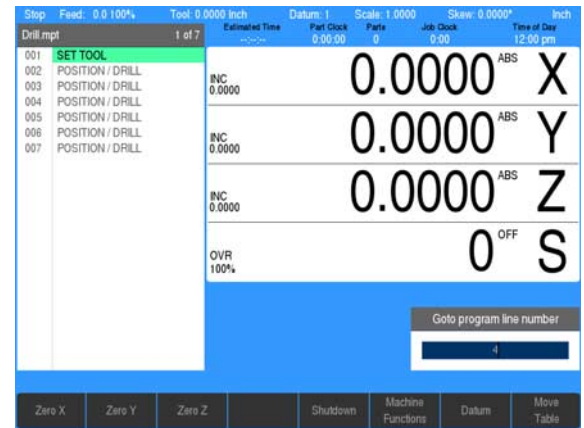 Stop Feed: 0.0 100% Tool: 0.0000 Inch Datum: 1 Scale: 1.0000 Skew: 0.0000° Inch
Drill.mpt 1 of 7
Estimated Time Part Clock Parts Job Clock Time of Day
--:--:-- 0:00:00 0 0:00 12:00 pm
001 SET TOOL
002 POSITION / DRILL
003 POSITION / DRILL
004 POSITION / DRILL
005 POSITION / DRILL
006 POSITION / DRILL
007 POSITION / DRILL
INC 0.0000 0.0000 ABS X
INC 0.0000 0.0000 ABS Y
INC 0.0000 0.0000 ABS Z
OVR 100% 0 OFF S
Goto program line number
4
Zero X Zero Y Zero Z Shutdown Machine Functions Datum Move Table